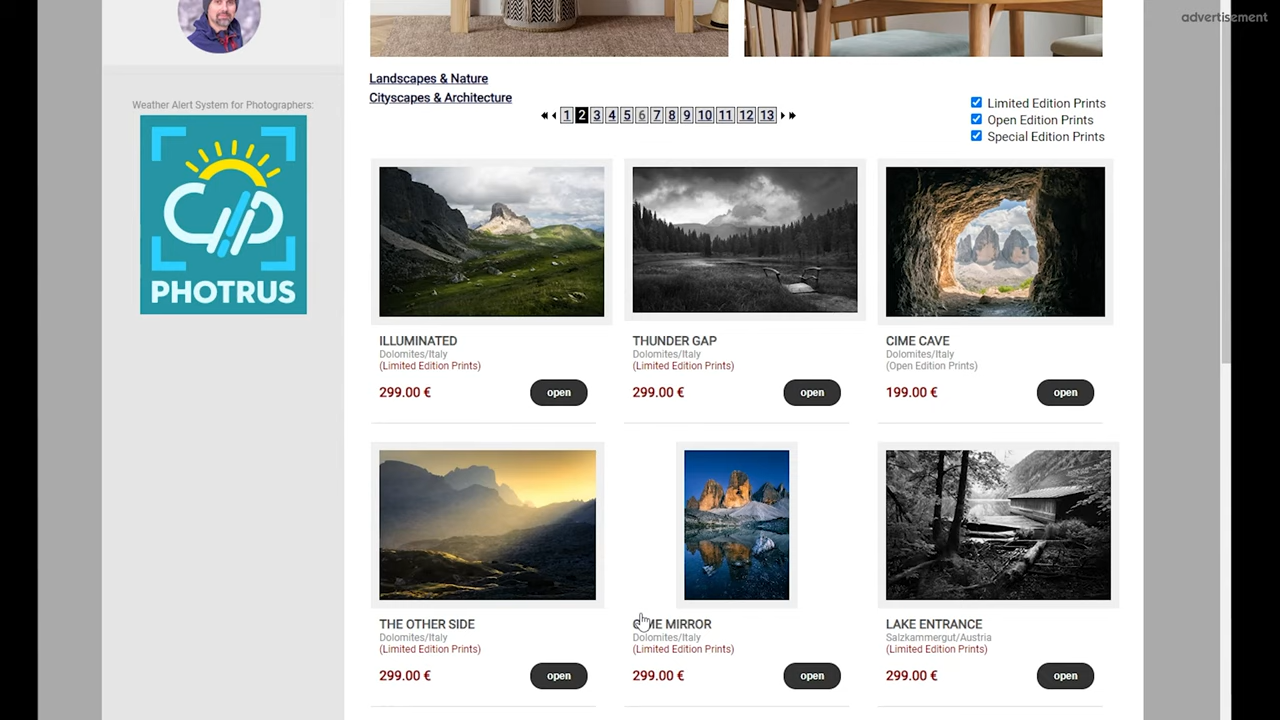 advertisement
Weather Alert System for Photographers:
PHOTRUS
Landscapes & Nature
Cityscapes & Architecture
1 2 3 4 5 6 7 8 9 10 11 12 13
Limited Edition Prints
Open Edition Prints
Special Edition Prints
ILLUMINATED
Dolomites/Italy
(Limited Edition Prints)
299.00 €
open
THUNDER GAP
Dolomites/Italy
(Limited Edition Prints)
299.00 €
open
CIME CAVE
Dolomites/Italy
(Open Edition Prints)
199.00 €
open
THE OTHER SIDE
Dolomites/Italy
(Limited Edition Prints)
299.00 €
open
MIRROR
Dolomites/Italy
(Limited Edition Prints)
299.00 €
open
LAKE ENTRANCE
Salzkammergut/Austria
(Limited Edition Prints)
299.00 €
open